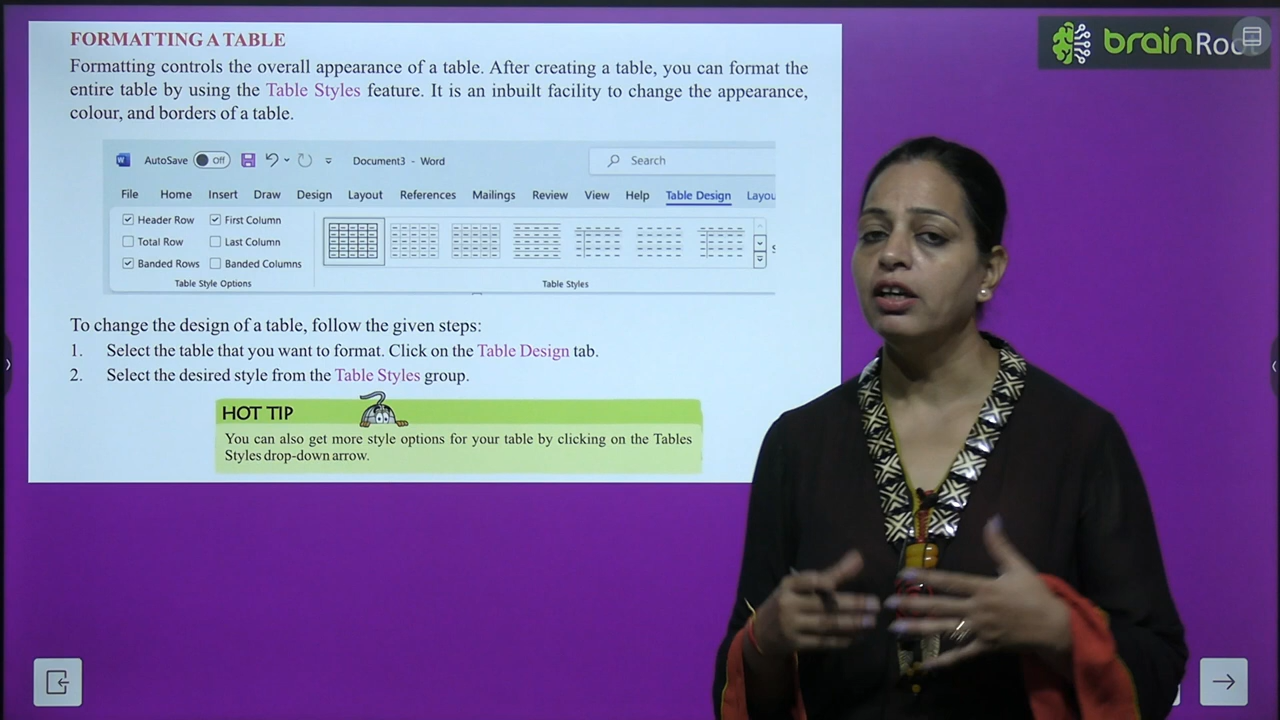 FORMATTING A TABLE
Formatting controls the overall appearance of a table. After creating a table, you can format the
entire table by using the Table Styles feature. It is an inbuilt facility to change the appearance,
colour, and borders of a table.
AutoSave Off Document3 - Word Search
File Home Insert Draw Design Layout References Mailings Review View Help Table Design
Header Row First Column
Total Row Last Column
Banded Rows Banded Columns
Table Style Options Table Styles
To change the design of a table, follow the given steps:
1. Select the table that you want to format. Click on the Table Design tab.
2. Select the desired style from the Table Styles group.
HOT TIP
You can also get more style options for your table by clicking on the Tables
Styles drop-down arrow.
brain